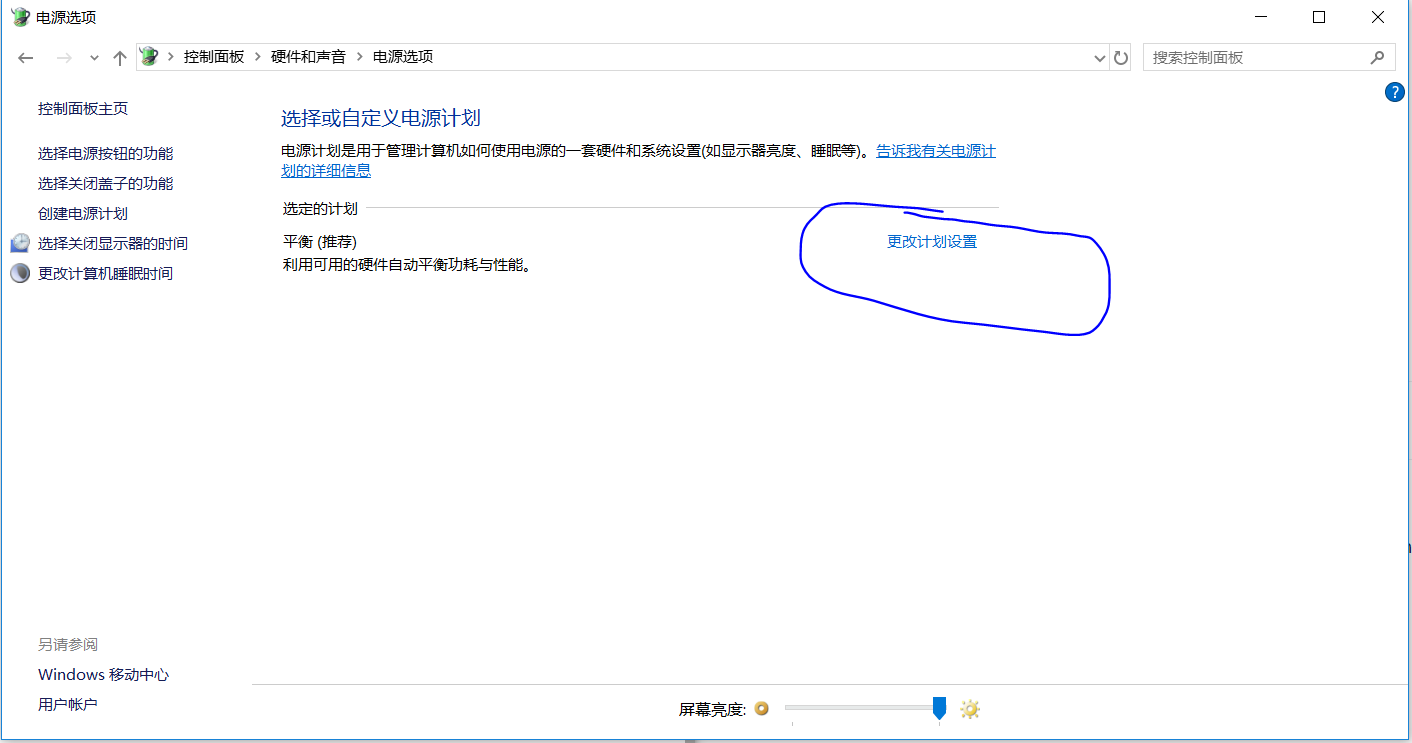 电源选项
控制面板 硬件和声音 电源选项
搜索控制面板
?
控制面板主页
选择电源按钮的功能
选择关闭盖子的功能
创建电源计划
选择关闭显示器的时间
更改计算机睡眠时间
选择或自定义电源计划
电源计划是用于管理计算机如何使用电源的一套硬件和系统设置(如显示器亮度、睡眠等)。告诉我有关电源计
划的详细信息
选定的计划
平衡 (推荐) 更改计划设置
利用可用的硬件自动平衡功耗与性能。
另请参阅
Windows 移动中心
用户帐户
屏幕亮度: